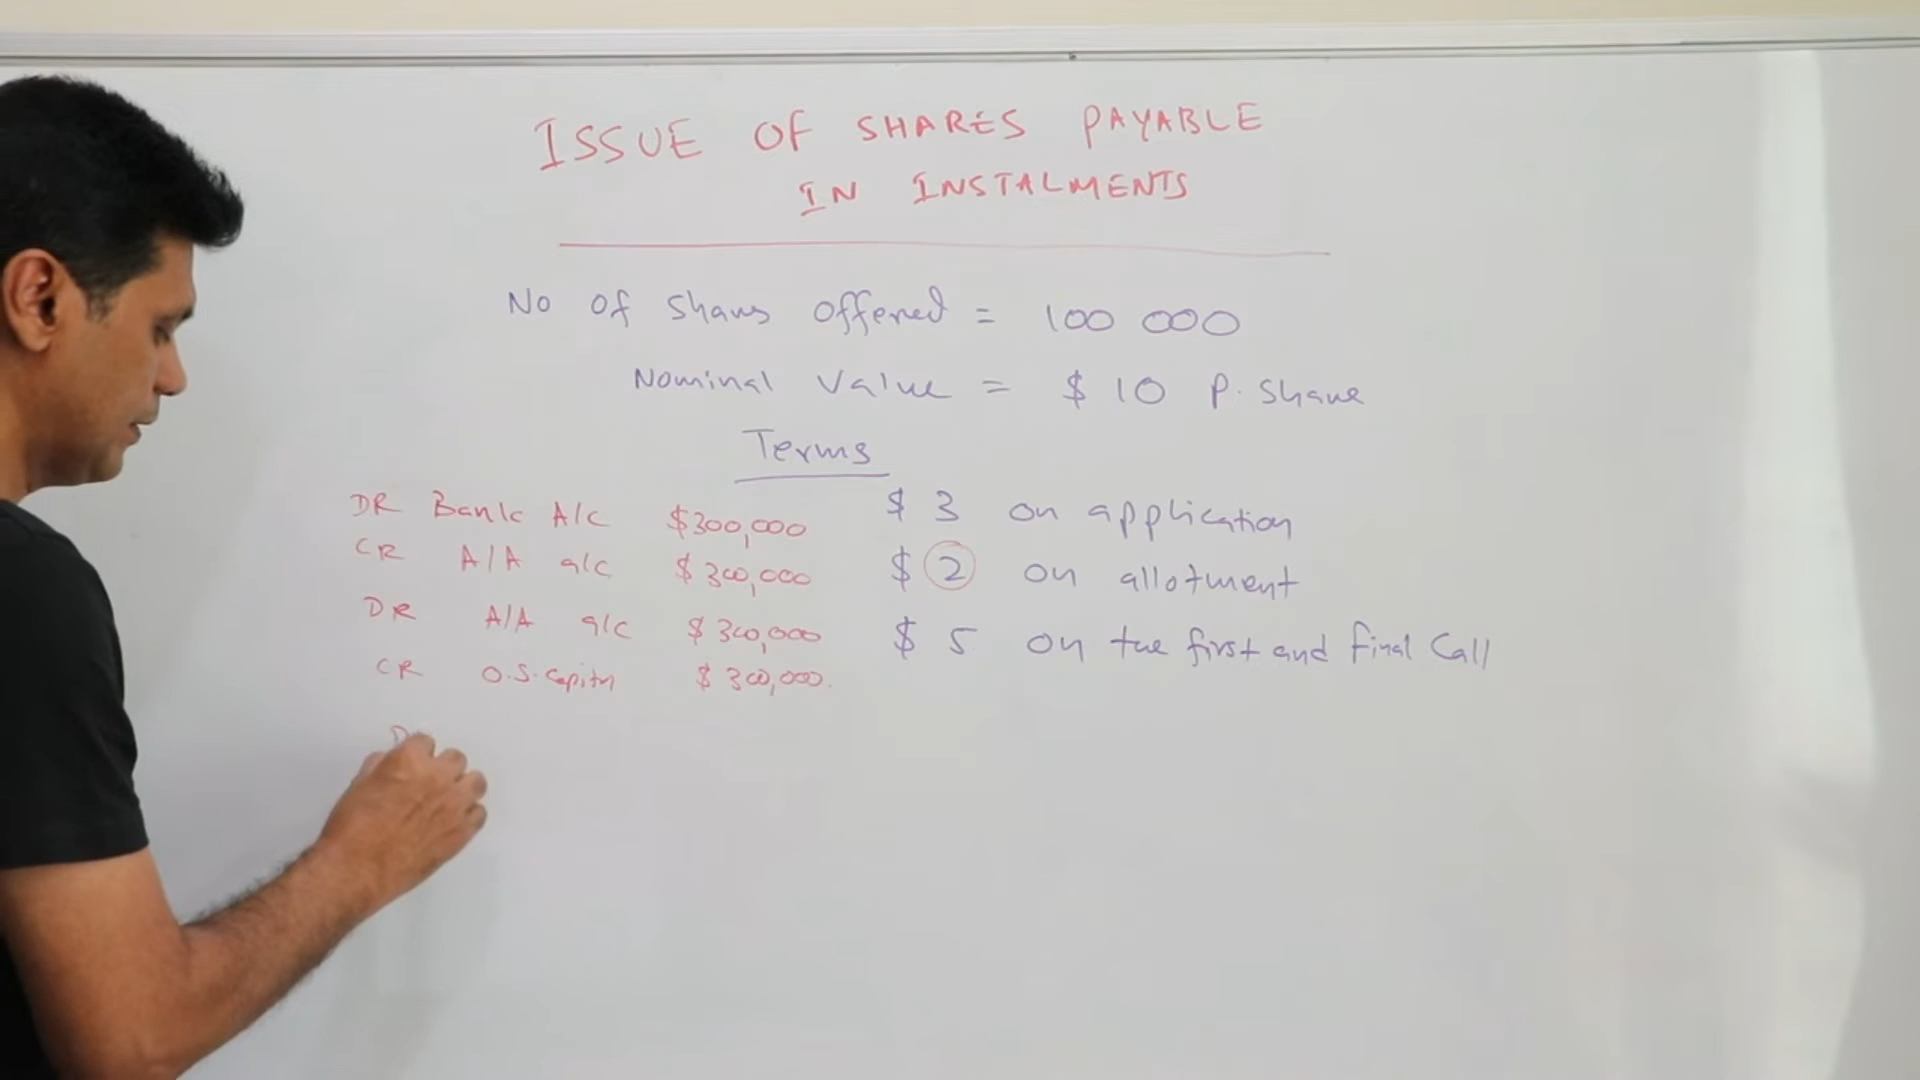 ISSUE OF SHARES PAYABLE
IN INSTALMENTS
No of shares offered = 100 000
Nominal Value = $ 10 P. Share
Terms
DR Bank A/C $300,000
CR A/A a/c $300,000
DR A/A a/c $300,000
CR O.S. Capital $300,000.
$ 3 on application
$ 2 on allotment
$ 5 on the first and final Call